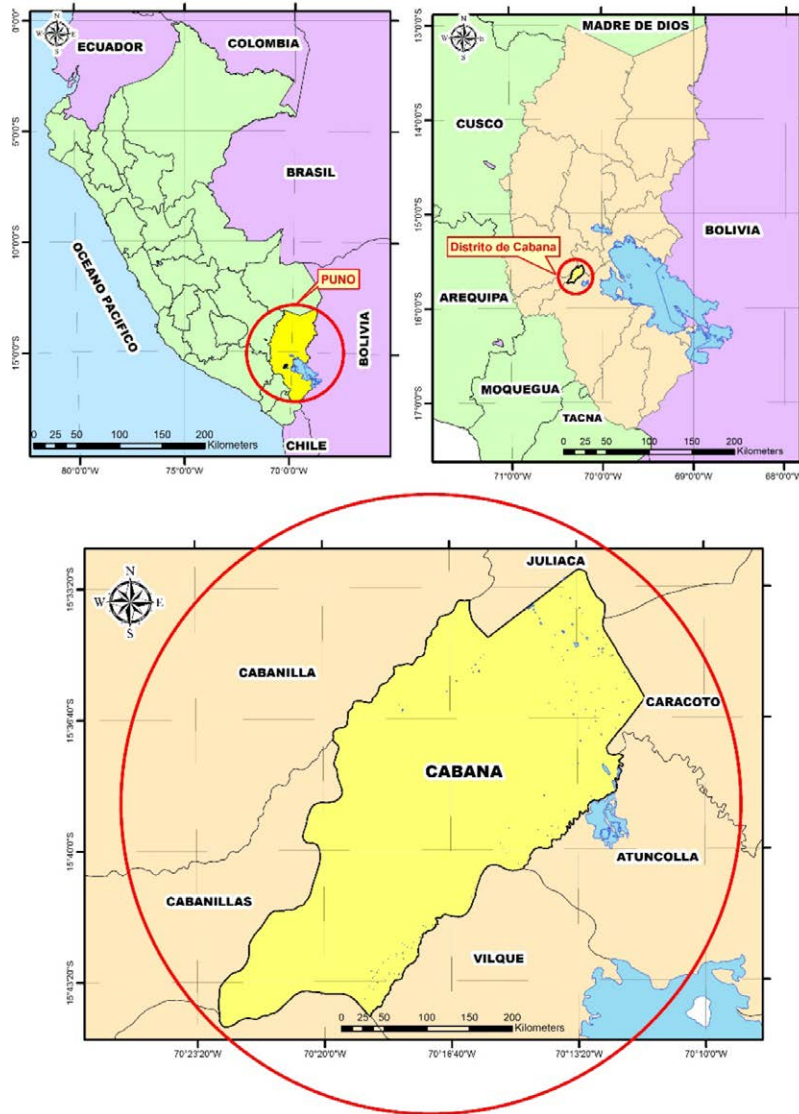 N
W E
S
ECUADOR
COLOMBIA
BRASIL
OCEANO PACIFICO
PUNO
BOLIVIA
CHILE
0 25 50 100 150 200
Kilometers
0°0'0"
5°0'0"S
10°0'0"S
15°0'0"S
80°0'0"W 75°0'0"W 70°0'0"W
N
W E
S
MADRE DE DIOS
CUSCO
BOLIVIA
Distrito de Cabana
AREQUIPA
MOQUEGUA
TACNA
0 25 50 100 150 200
Kilometers
13°0'0"S
14°0'0"S
15°0'0"S
16°0'0"S
17°0'0"S
71°0'0"W 70°0'0"W 69°0'0"W 68°0'0"W
N
W E
S
JULIACA
CABANILLA
CARACOTO
CABANA
ATUNCOLLA
CABANILLAS
VILQUE
0 25 50 100 150 200
Kilometers
15°33'20"S
15°36'40"S
15°40'0"S
15°43'20"S
70°23'20"W 70°20'0"W 70°16'40"W 70°13'20"W 70°10'0"W